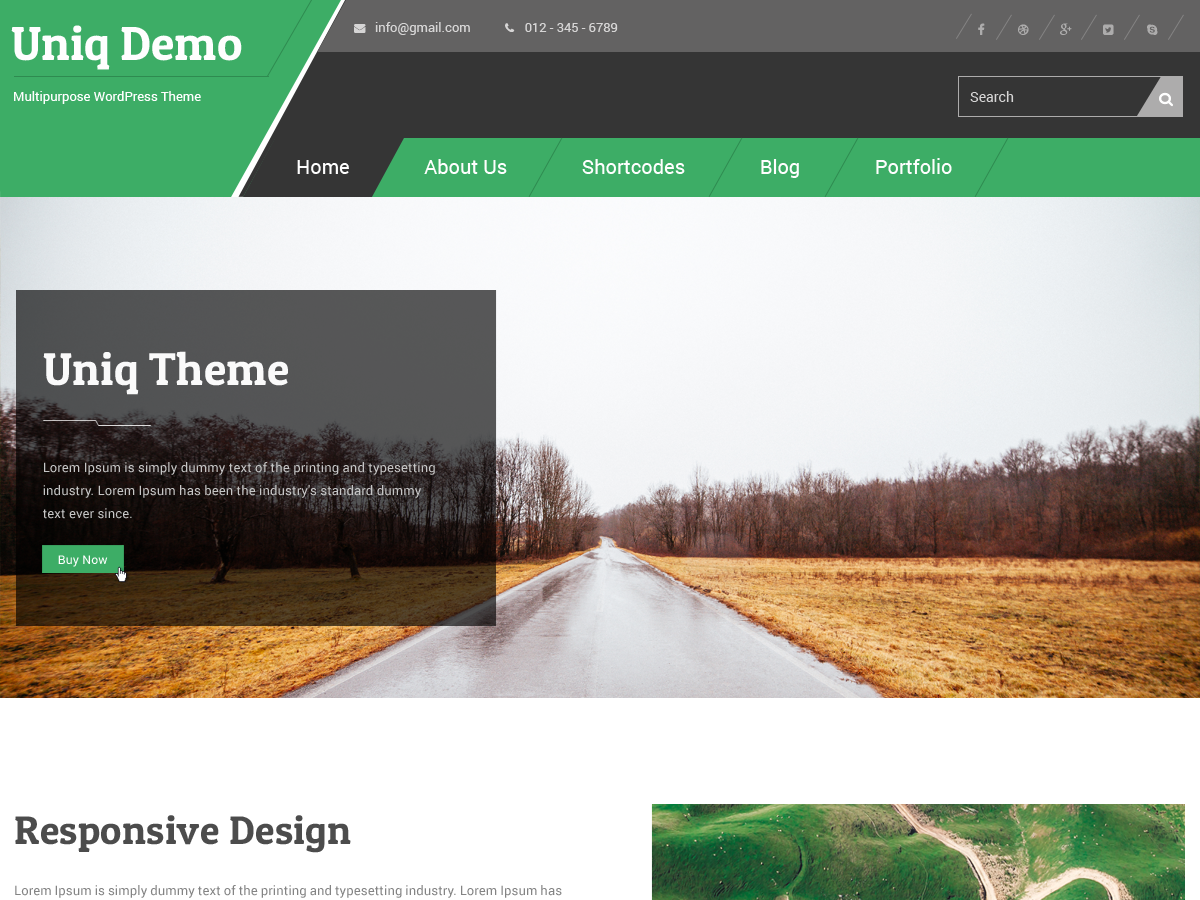 Uniq Demo
Multipurpose WordPress Theme
info@gmail.com
012 - 345 - 6789
Search
Home
About Us
Shortcodes
Blog
Portfolio
Uniq Theme
Lorem Ipsum is simply dummy text of the printing and typesetting
industry. Lorem Ipsum has been the industry's standard dummy
text ever since.
Buy Now
Responsive Design
Lorem Ipsum is simply dummy text of the printing and typesetting industry. Lorem Ipsum has